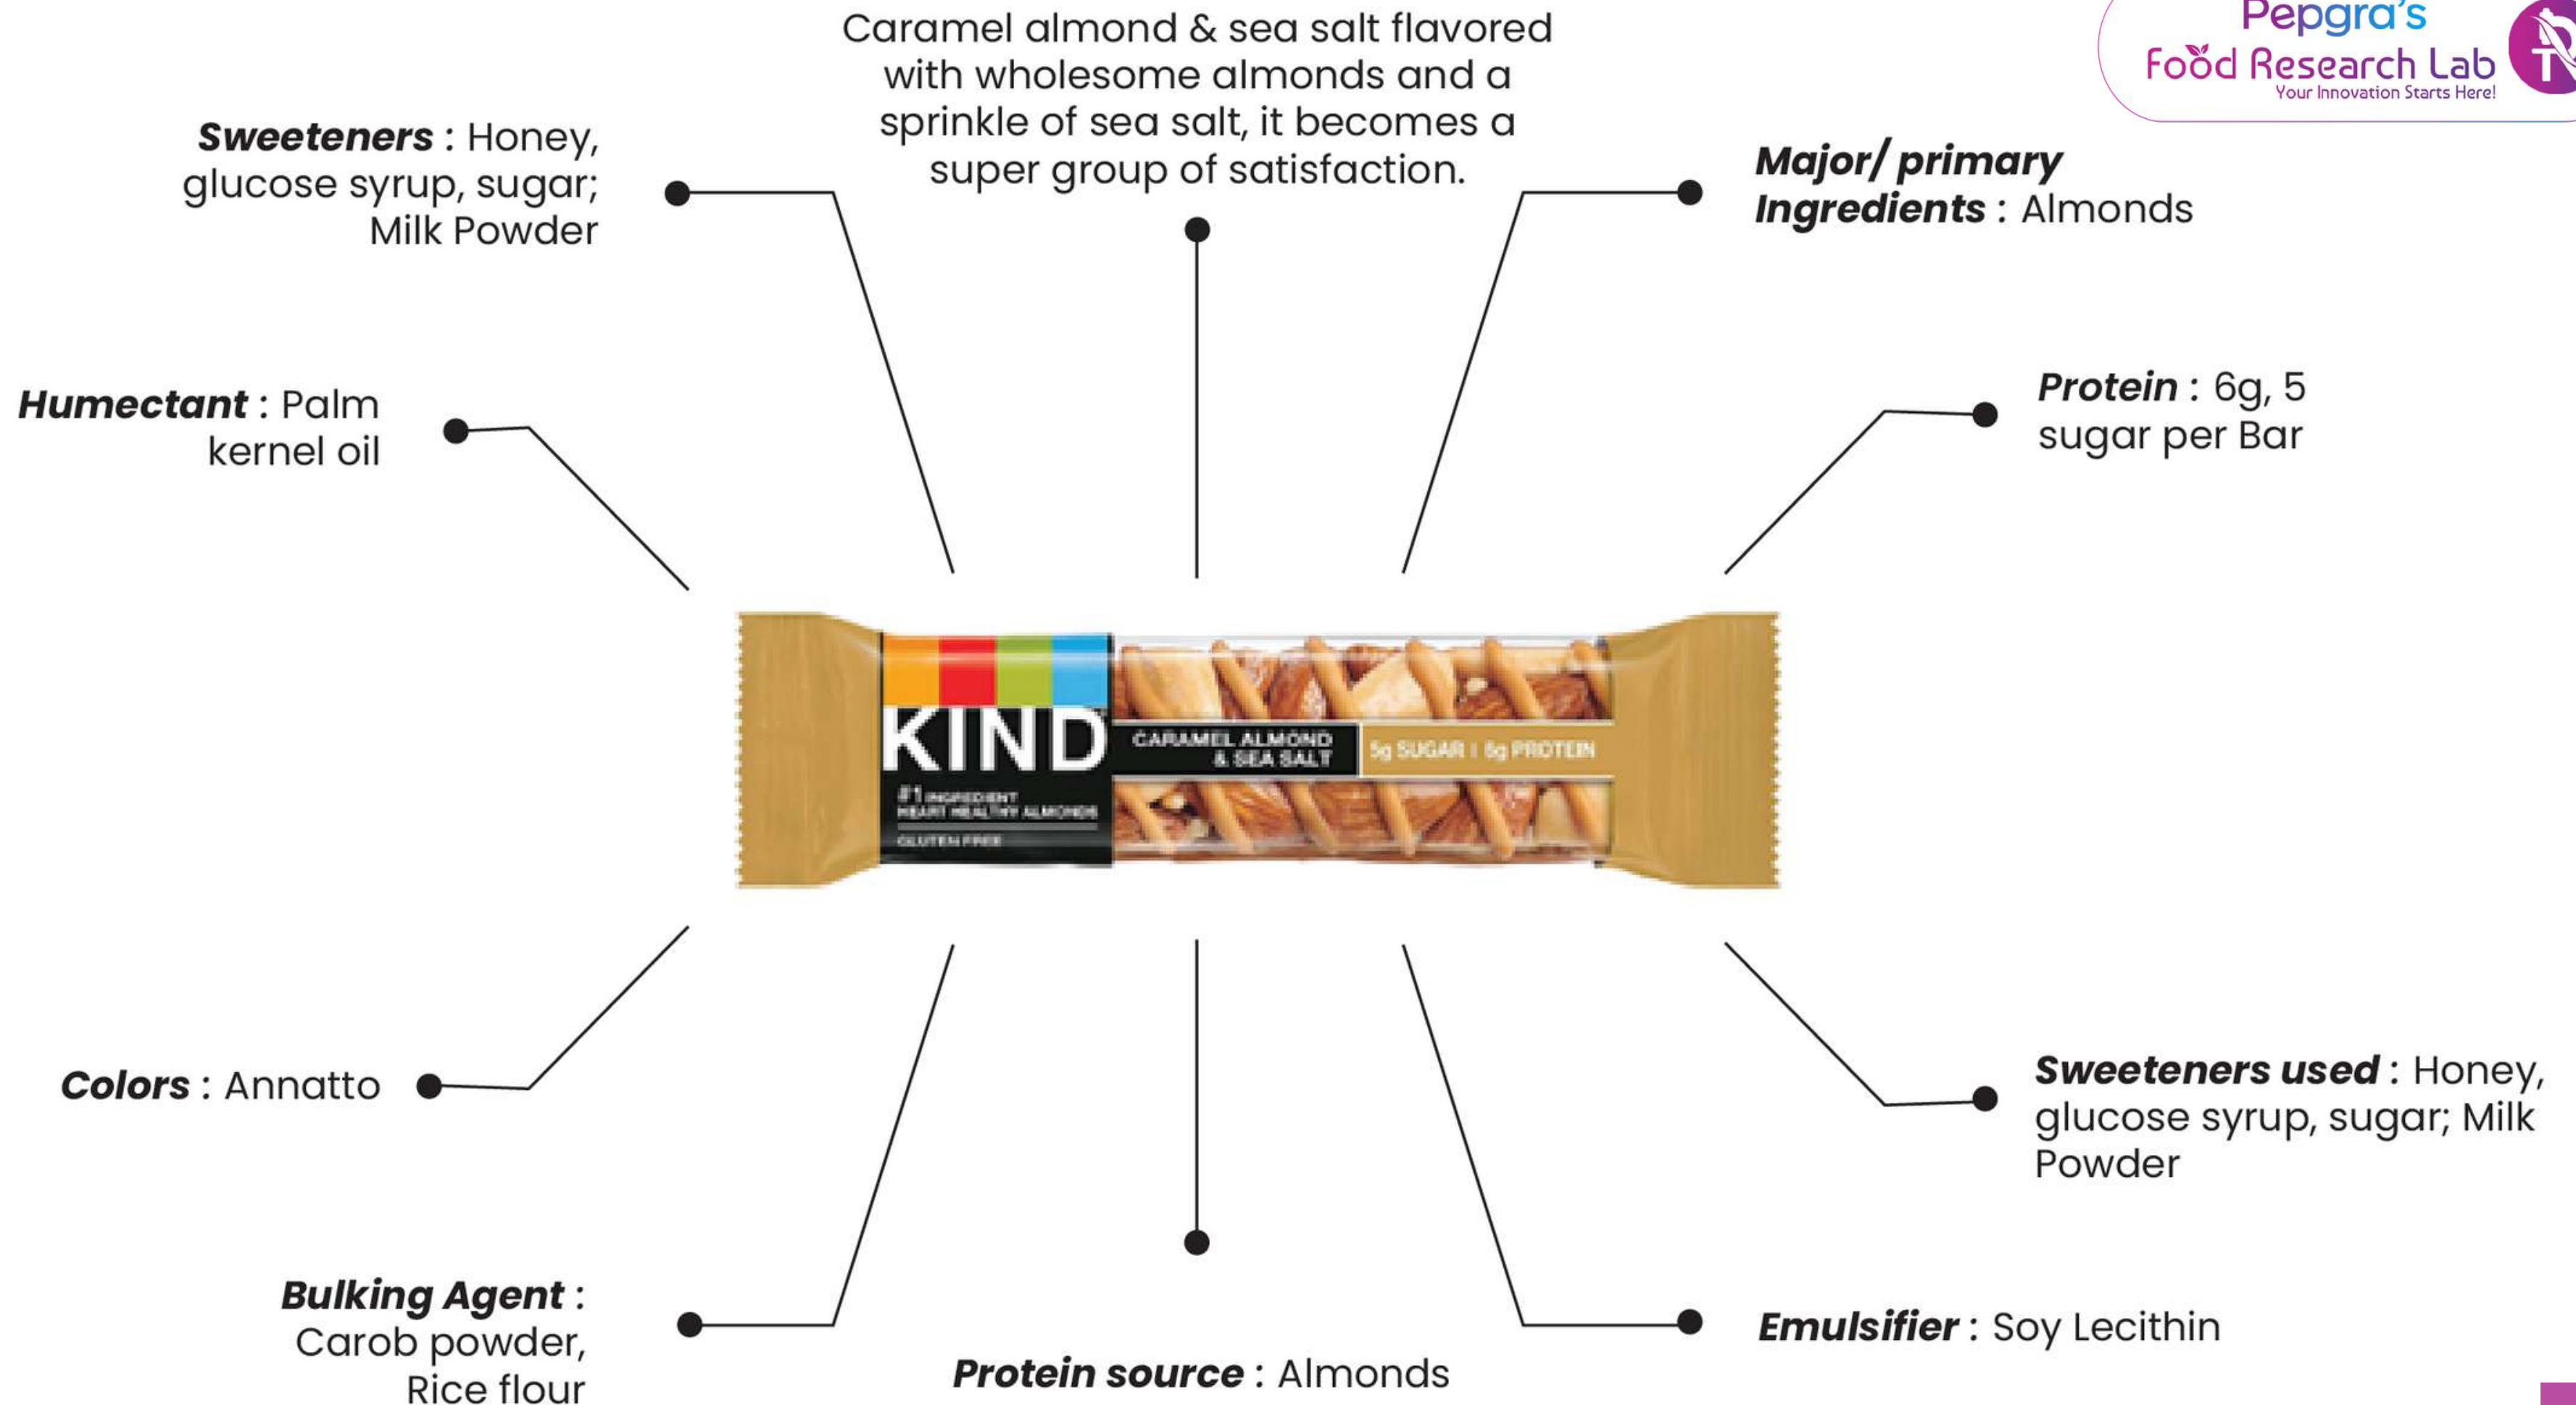 Caramel almond & sea salt flavored
with wholesome almonds and a
sprinkle of sea salt, it becomes a
super group of satisfaction.
Pepgra's
Food Research Lab
Your Innovation Starts Here!
Sweeteners : Honey,
glucose syrup, sugar;
Milk Powder
Major/ primary
Ingredients : Almonds
Humectant : Palm
kernel oil
Protein : 6g, 5
sugar per Bar
KIND
CARAMEL ALMOND
& SEA SALT
5g SUGAR | 6g PROTEIN
#1 INGREDIENT
HEART HEALTHY ALMONDS
GLUTEN FREE
Colors : Annatto
Sweeteners used : Honey,
glucose syrup, sugar; Milk
Powder
Bulking Agent :
Carob powder,
Rice flour
Protein source : Almonds
Emulsifier : Soy Lecithin